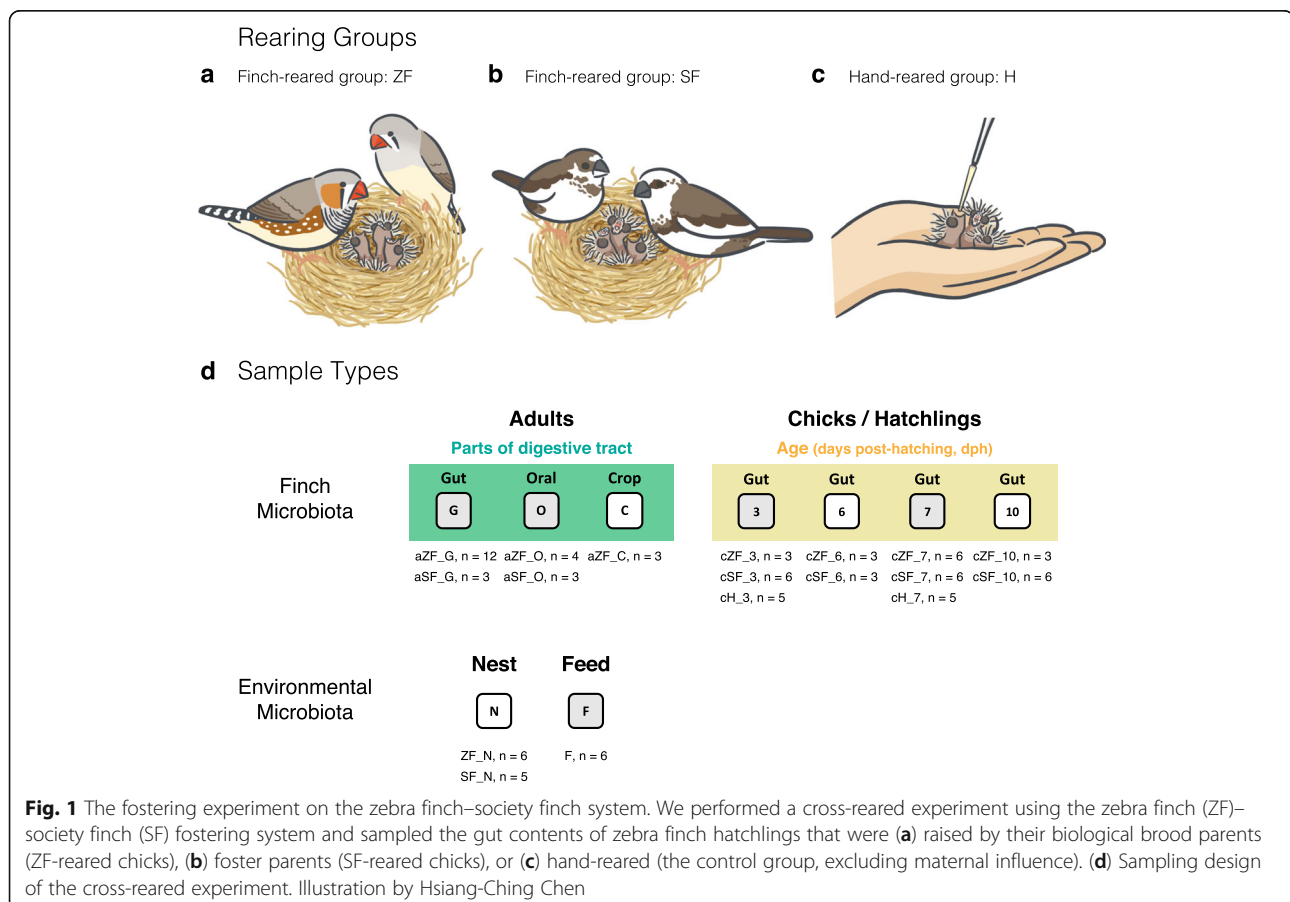 Rearing Groups
a Finch-reared group: ZF
b Finch-reared group: SF
c Hand-reared group: H
d Sample Types
Adults
Parts of digestive tract
Chicks / Hatchlings
Age (days post-hatching, dph)
Finch
Microbiota
Gut Oral Crop
G O C
Gut Gut Gut Gut
3 6 7 10
aZF_G, n = 12 aZF_O, n = 4 aZF_C, n = 3
aSF_G, n = 3 aSF_O, n = 3
cZF_3, n = 3 cZF_6, n = 3 cZF_7, n = 6 cZF_10, n = 3
cSF_3, n = 6 cSF_6, n = 3 cSF_7, n = 6 cSF_10, n = 6
cH_3, n = 5 cH_7, n = 5
Environmental
Microbiota
Nest Feed
N F
ZF_N, n = 6 F, n = 6
SF_N, n = 5
Fig. 1 The fostering experiment on the zebra finch–society finch system. We performed a cross-reared experiment using the zebra finch (ZF)–
society finch (SF) fostering system and sampled the gut contents of zebra finch hatchlings that were (a) raised by their biological brood parents
(ZF-reared chicks), (b) foster parents (SF-reared chicks), or (c) hand-reared (the control group, excluding maternal influence). (d) Sampling design
of the cross-reared experiment. Illustration by Hsiang-Ching Chen